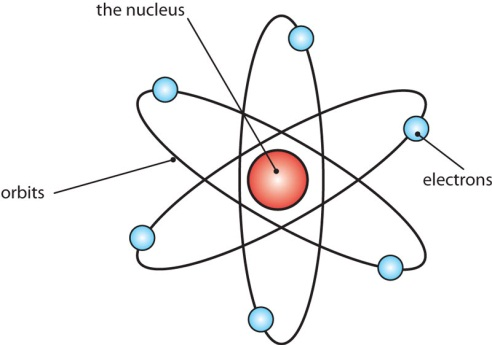 the nucleus
orbits
electrons